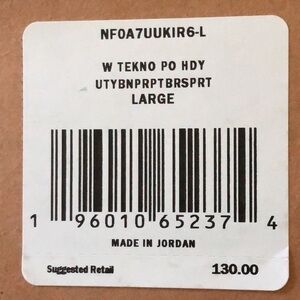 NF0A7UUKIR6-L
W TEKNO PO HDY
UTYBNPRPTBRSPRT
LARGE
1 96010 65237 4
MADE IN JORDAN
Suggested Retail 130.00